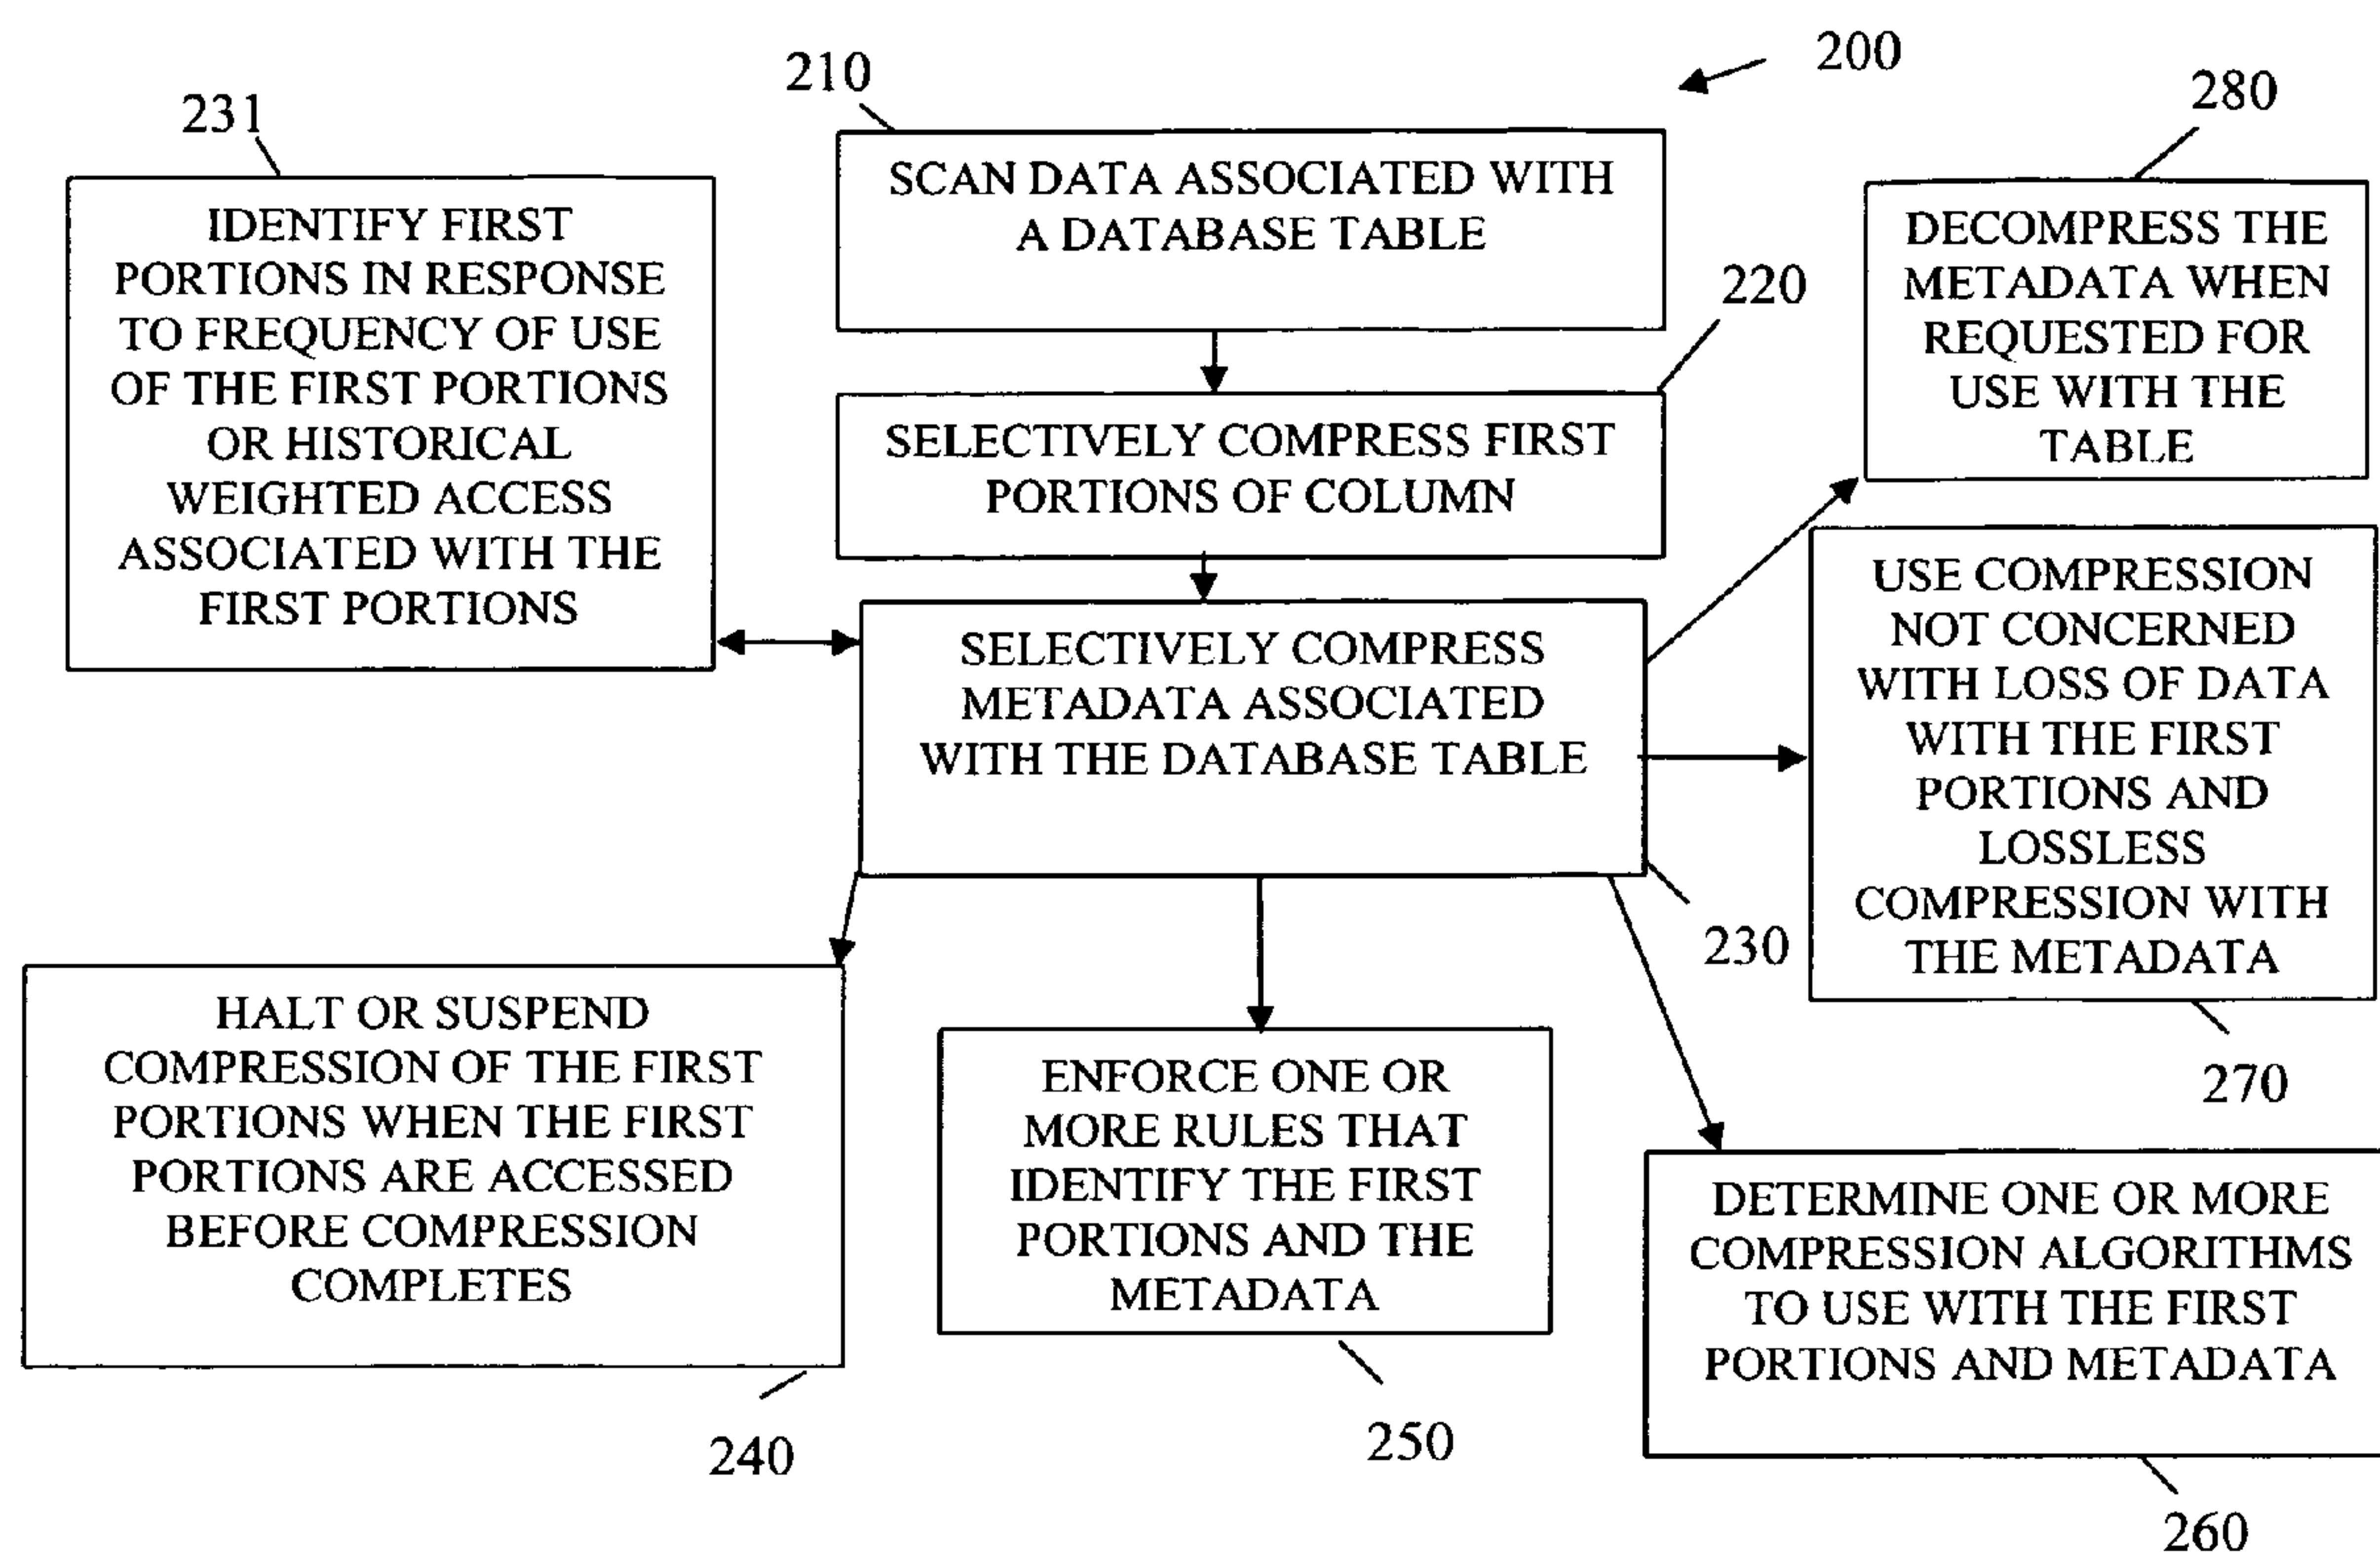 200
210
SCAN DATA ASSOCIATED WITH
A DATABASE TABLE
220
SELECTIVELY COMPRESS FIRST
PORTIONS OF COLUMN
231
IDENTIFY FIRST
PORTIONS IN RESPONSE
TO FREQUENCY OF USE
OF THE FIRST PORTIONS
OR HISTORICAL
WEIGHTED ACCESS
ASSOCIATED WITH THE
FIRST PORTIONS
SELECTIVELY COMPRESS
METADATA ASSOCIATED
WITH THE DATABASE TABLE
230
280
DECOMPRESS THE
METADATA WHEN
REQUESTED FOR
USE WITH THE
TABLE
USE COMPRESSION
NOT CONCERNED
WITH LOSS OF DATA
WITH THE FIRST
PORTIONS AND
LOSSLESS
COMPRESSION WITH
THE METADATA
270
HALT OR SUSPEND
COMPRESSION OF THE FIRST
PORTIONS WHEN THE FIRST
PORTIONS ARE ACCESSED
BEFORE COMPRESSION
COMPLETES
240
ENFORCE ONE OR
MORE RULES THAT
IDENTIFY THE FIRST
PORTIONS AND THE
METADATA
250
DETERMINE ONE OR MORE
COMPRESSION ALGORITHMS
TO USE WITH THE FIRST
PORTIONS AND METADATA
260